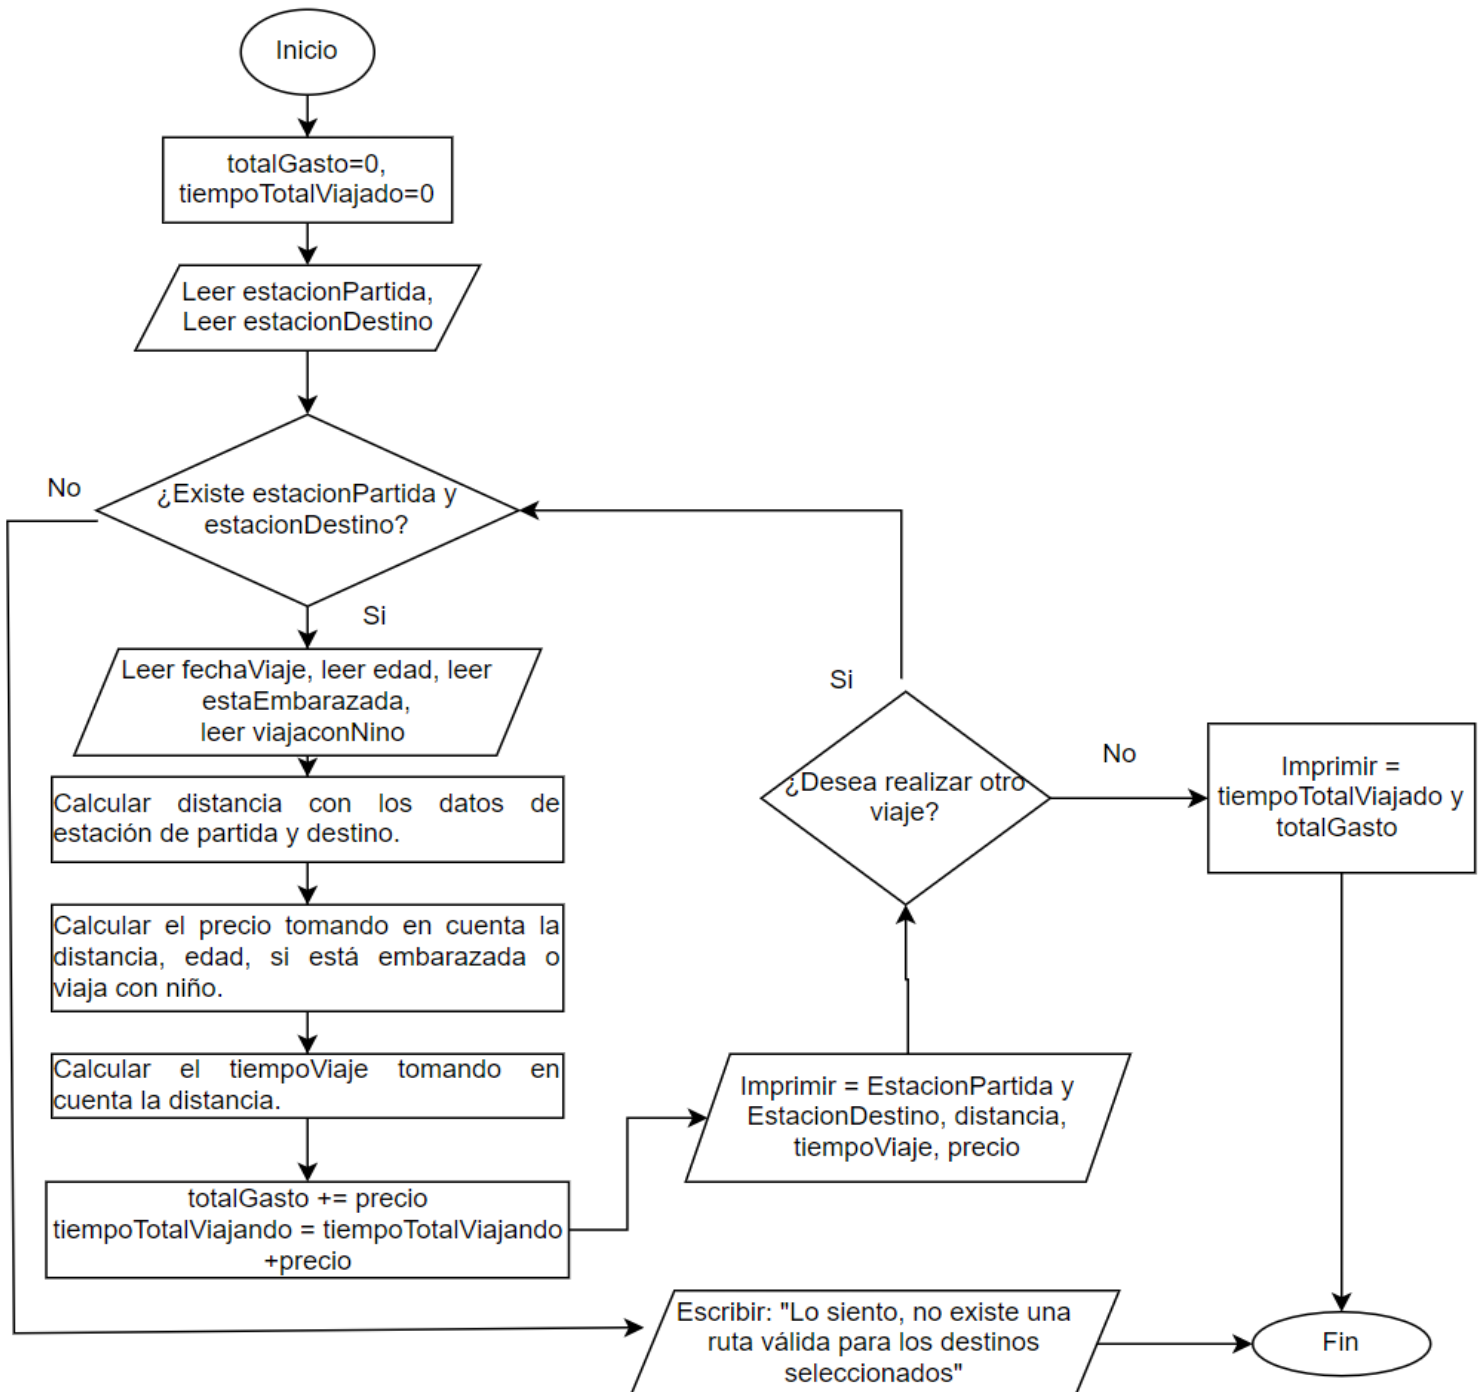 Inicio
totalGasto=0,
tiempoTotalViajado=0
Leer estacionPartida,
Leer estacionDestino
No
¿Existe estacionPartida y
estacionDestino?
Si
Leer fechaViaje, leer edad, leer
estaEmbarazada,
leer viajaconNino
Calcular distancia con los datos de
estación de partida y destino.
Calcular el precio tomando en cuenta la
distancia, edad, si está embarazada o
viaja con niño.
Calcular el tiempoViaje tomando en
cuenta la distancia.
totalGasto += precio
tiempoTotalViajando = tiempoTotalViajando
+precio
Imprimir = EstacionPartida y
EstacionDestino, distancia,
tiempoViaje, precio
Si
¿Desea realizar otro
viaje?
No
Imprimir =
tiempoTotalViajado y
totalGasto
Escribir: "Lo siento, no existe una
ruta válida para los destinos
seleccionados"
Fin